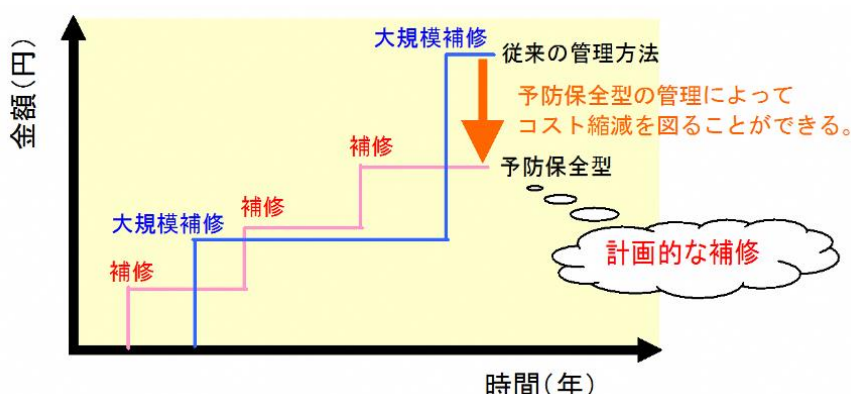 大規模補修
従来の管理方法
予防保全型の管理によって
コスト縮減を図ることができる。
補修
予防保全型
補修
大規模補修
計画的な補修
補修
金額(円)
時間(年)